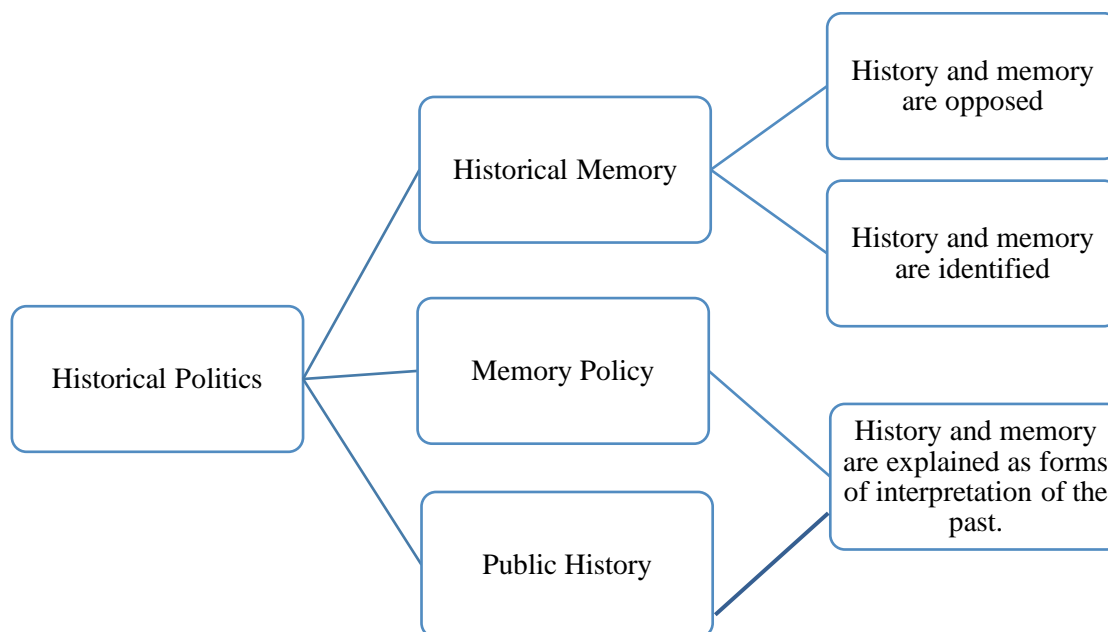 History and memory
are opposed
Historical Memory
History and memory
are identified
Historical Politics
Memory Policy
History and memory
are explained as forms
of interpretation of the
past.
Public History